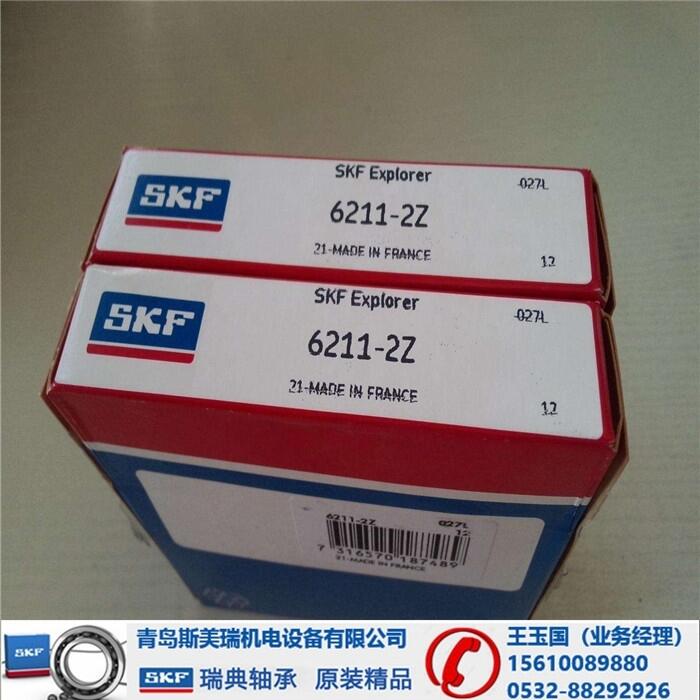 SKF Explorer
027L
SKF
6211-2Z
21-MADE IN FRANCE
12
SKF Explorer
027L
SKF
6211-2Z
21-MADE IN FRANCE
12
6211-2Z
027L
12
7 316570 187489
21-MADE IN FRANCE
SKF
青岛斯美瑞机电设备有限公司
SKF 瑞典轴承 原装精品
王玉国（业务经理）
15610089880
0532-88292926